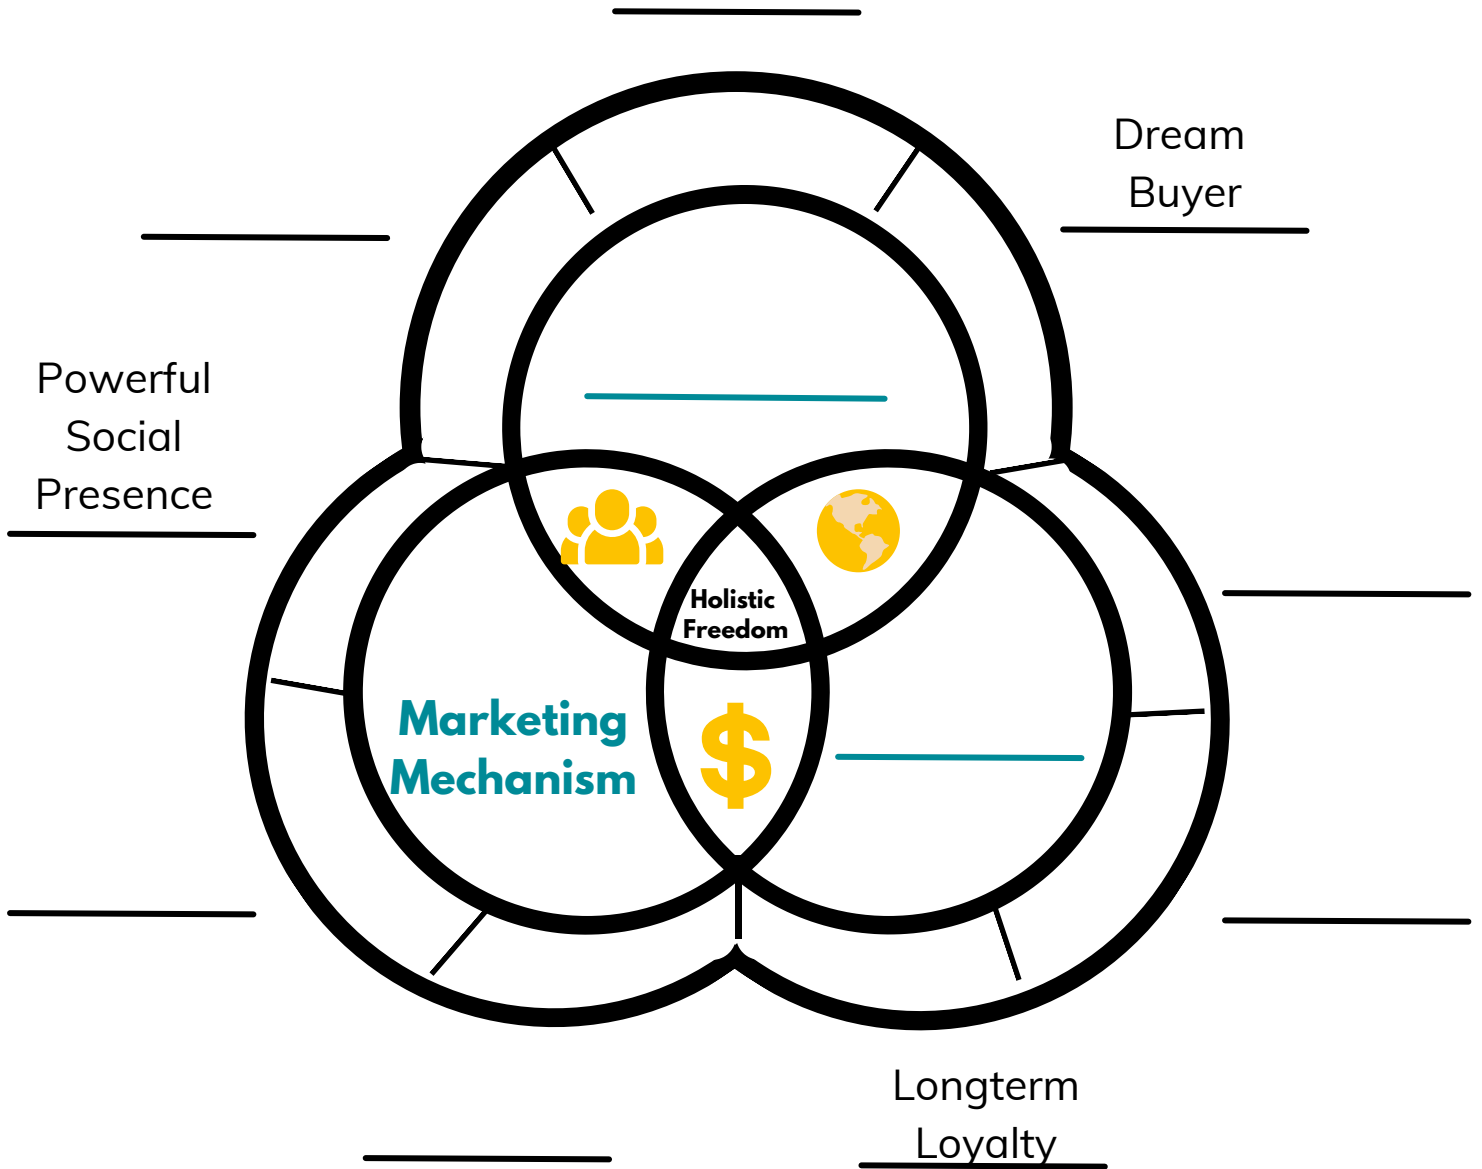 Dream
Buyer
Powerful
Social
Presence
Holistic
Freedom
Marketing
Mechanism
$
Longterm
Loyalty